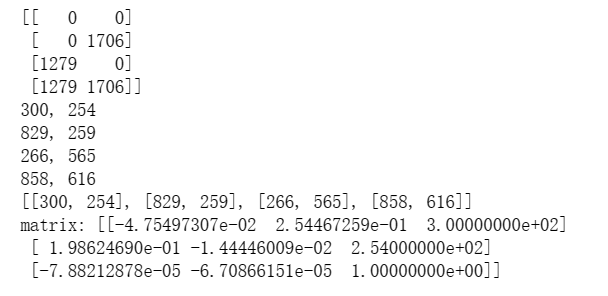 [[   0    0]
 [   0 1706]
 [1279    0]
 [1279 1706]]
300, 254
829, 259
266, 565
858, 616
[[300, 254], [829, 259], [266, 565], [858, 616]]
matrix: [[-4.75497307e-02  2.54467259e-01  3.00000000e+02]
 [ 1.98624690e-01 -1.44446009e-02  2.54000000e+02]
 [-7.88212878e-05 -6.70866151e-05  1.00000000e+00]]